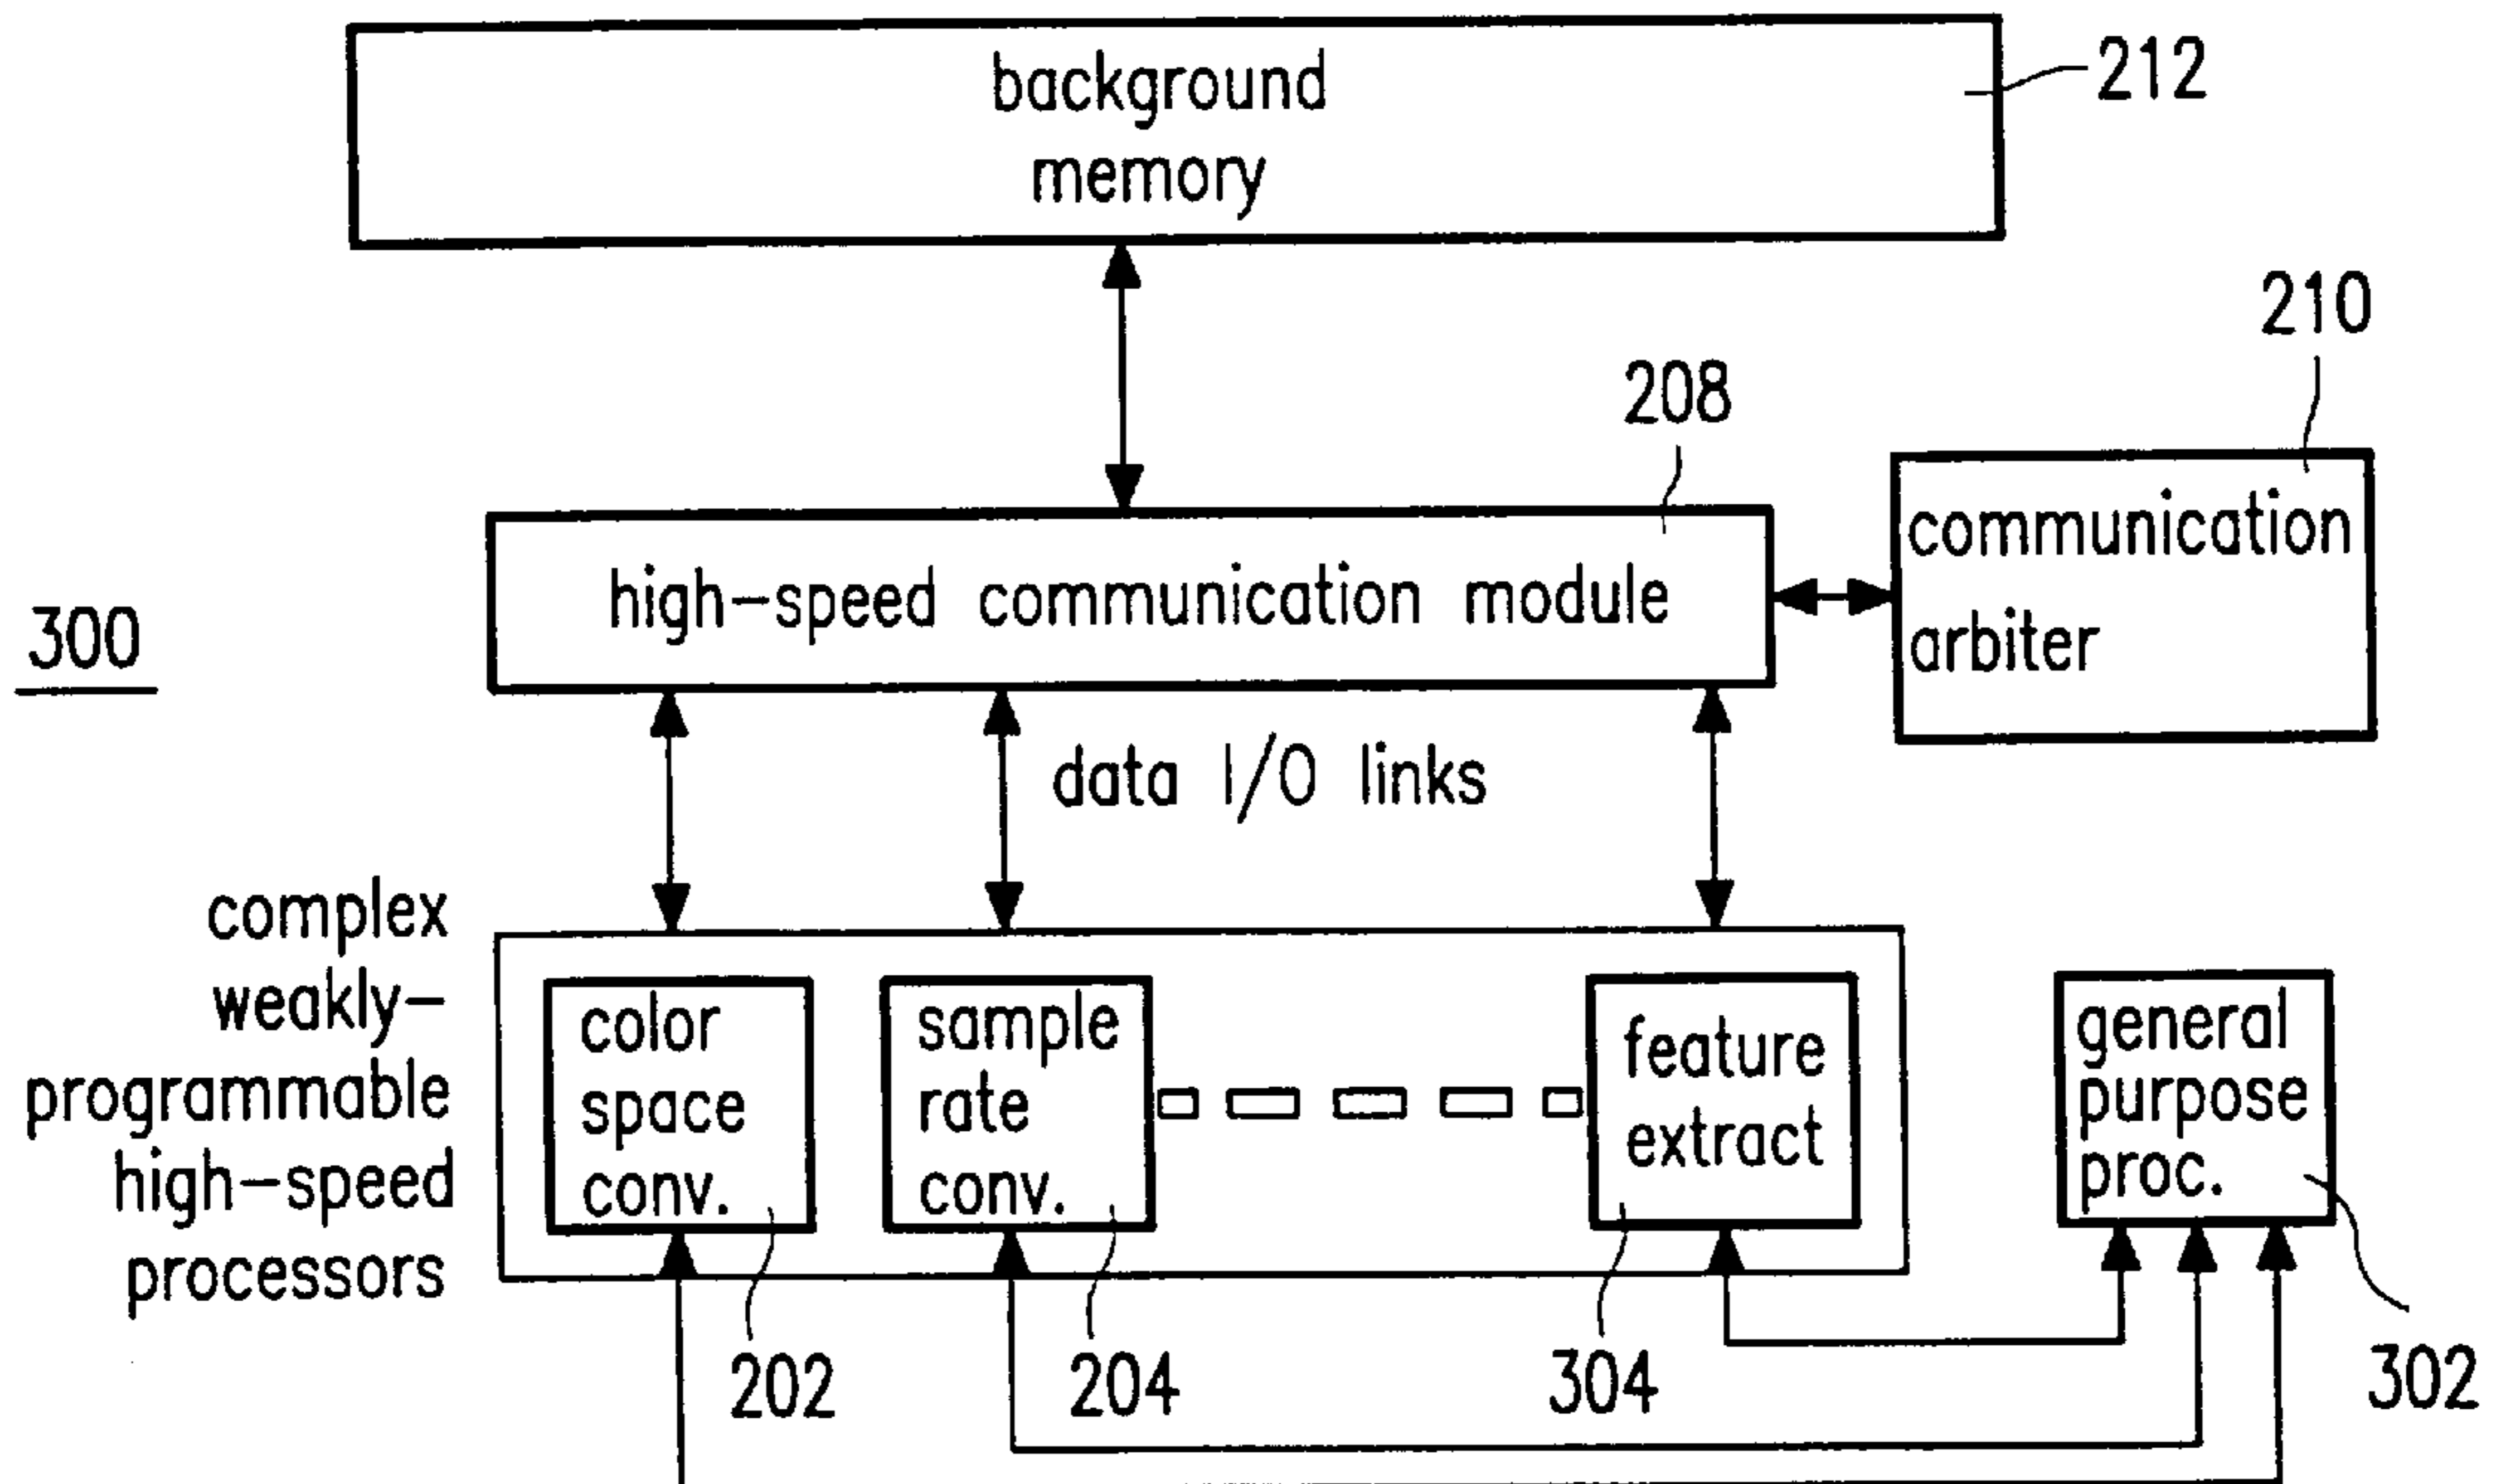 background
memory
212
210
208
high-speed communication module
communication
arbiter
300
data I/O links
complex
weakly-
programmable
high-speed
processors
color
space
conv.
sample
rate
conv.
feature
extract
general
purpose
proc.
202
204
304
302